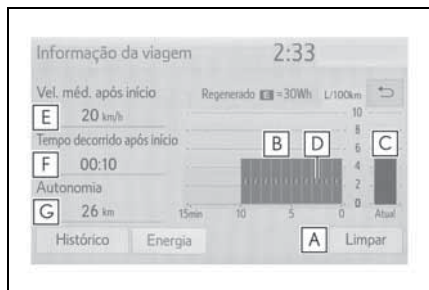 Informação da viagem 2:33
Vel. méd. após início Regenerado E =30Wh L/100km
E 20 km/h
10
Tempo decorrido após início
8
B D C
6
F 00:10
4
Autonomia
2
G 26 km
0
15min 10 5 0 Atual
Histórico Energia A Limpar